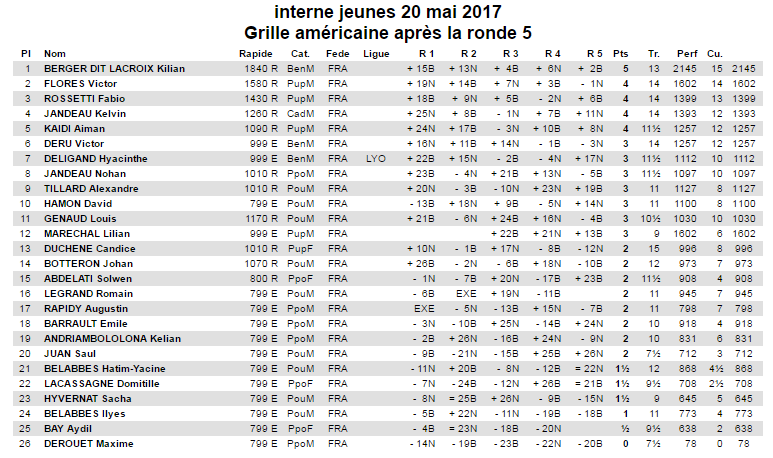 interne jeunes 20 mai 2017
Grille américaine après la ronde 5
Pl Nom Rapide Cat. Fede Ligue R 1 R 2 R 3 R 4 R 5 Pts Tr. Perf Cu.
1 BERGER DIT LACROIX Kilian 1840 R BenM FRA + 15B + 13N + 4B + 6N + 2B 5 13 2145 15 2145
2 FLORES Victor 1580 R PupM FRA + 19N + 14B + 7N + 3B - 1N 4 14 1602 14 1602
3 ROSSETTI Fabio 1430 R PupM FRA + 18B + 9N + 5B - 2N + 6B 4 14 1399 13 1399
4 JANDEAU Kelvin 1260 R CadM FRA + 25N + 8B - 1N + 7B + 11N 4 14 1393 12 1393
5 KAIDI Aiman 1090 R PupM FRA + 24N + 17B - 3N + 10B + 8N 4 11½ 1257 12 1257
6 DERU Victor 999 E BenM FRA + 16N + 11B + 14N - 1B - 3N 3 14 1257 12 1257
7 DELIGAND Hyacinthe 999 E BenM FRA LYO + 22B + 15N - 2B - 4N + 17N 3 11½ 1112 10 1112
8 JANDEAU Nohan 1010 R PpoM FRA + 23B - 4N + 21B + 13N - 5B 3 11 1154 11 1154
9 TILLARD Alexandre 1010 R PouM FRA + 20N - 3B - 10N + 23N + 19B 3 11 1127 8 1127
10 HAMON David 799 E PouM FRA - 13B + 18N + 9B - 5N + 14N 3 11 1100 8 1100
11 GENAUD Louis 1170 R PouM FRA + 21B - 6N + 24B + 16N - 4B 3 10½ 1030 10 1030
12 MARECHAL Lilian 999 E PupM FRA + 22B + 21N + 13B 3 9 1602 6 1602
13 DUCHENE Candice 1010 R PupF FRA + 10N - 1B + 17N - 8B - 12N 2 15 996 8 996
14 BOTTERON Johan 1070 R PouM FRA + 26B - 2N - 6B + 18N - 10B 2 12 973 7 973
15 ABDELATI Solwen 800 R PpoF FRA - 1N - 7B + 20N - 17B + 23B 2 11½ 908 4 908
16 LEGRAND Romain 799 E PouM FRA - 6B EXE + 19N - 11B 2 11 945 7 945
17 RAPIDY Augustin 799 E PpoM FRA EXE - 5N - 13B + 15N - 7B 2 11 798 7 798
18 BARRAULT Emile 799 E PpoM FRA - 3N - 10B + 25N - 14B + 24N 2 10 918 4 918
19 ANDRIAMBOLOLONA Kelian 799 E PpoM FRA - 2B + 26N - 16B + 24N - 9N 2 10 831 6 831
20 JUAN Saul 799 E PouM FRA - 9B - 21N - 15B + 25B + 26N 2 7½ 712 3 712
21 BELABBES Hatim-Yacine 799 E PouM FRA - 11N + 20B - 8N - 12B = 22N 1½ 12 868 4½ 868
22 LACASSAGNE Domitille 799 E PpoF FRA - 7N - 24B - 12N + 26B = 21B 1½ 9½ 708 2½ 708
23 HYVERNAT Sacha 799 E PouM FRA - 8N = 25B + 26N - 9B - 15N 1½ 9 645 5 645
24 BELABBES Ilyes 799 E PouM FRA - 5B + 22N - 11N - 19B - 18B 1 11 773 4 773
25 BAY Aydil 799 E PpoF FRA - 4B = 23N - 18B - 20N ½ 9½ 638 2 638
26 DEROUET Maxime 799 E PpoM FRA - 14N - 19B - 23B - 22N - 20B 0 7½ 78 0 78